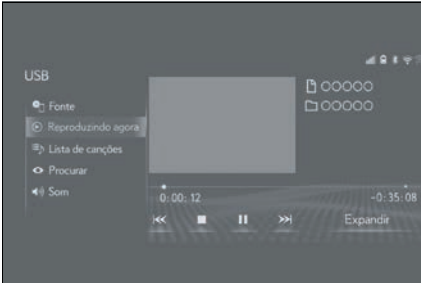 USB
Fonte
Reproduzindo agora
Lista de canções
Procurar
Som
OOOOO
OOOOO
0:00:12
-0:35:08
Expandir